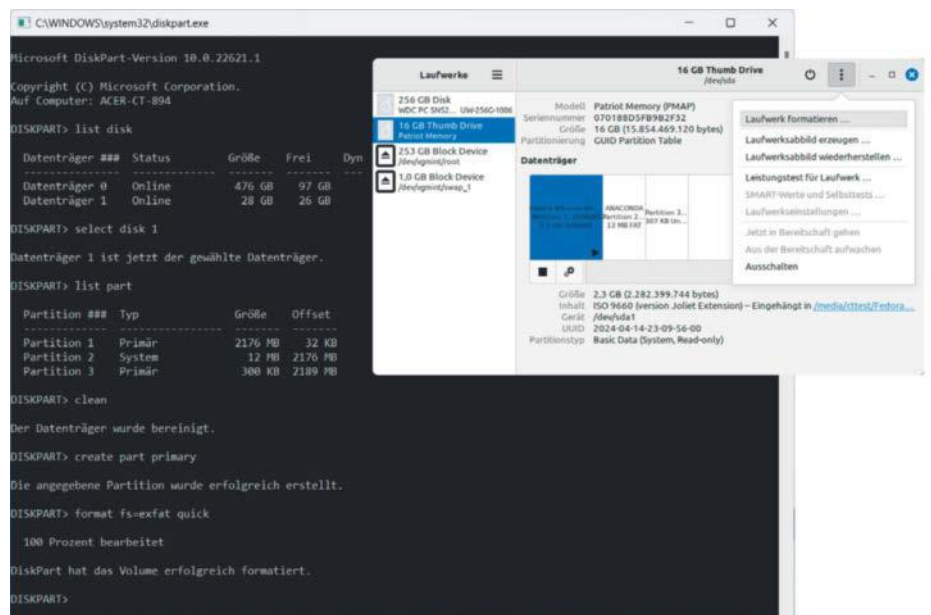 C:\WINDOWS\system32\diskpart.exe
Microsoft DiskPart-Version 10.0.22621.1
Copyright (C) Microsoft Corporation.
Auf Computer: ACER-CT-894
DISKPART> list disk
Datenträger ### Status Größe Frei Dyn
Datenträger 0 Online 476 GB 97 GB
Datenträger 1 Online 28 GB 26 GB
DISKPART> select disk 1
Datenträger 1 ist jetzt der gewählte Datenträger.
DISKPART> list part
Partition ### Typ Größe Offset
Partition 1 Primär 2176 MB 32 KB
Partition 2 System 12 MB 2176 MB
Partition 3 Primär 300 KB 2189 MB
DISKPART> clean
Der Datenträger wurde bereinigt.
DISKPART> create part primary
Die angegebene Partition wurde erfolgreich erstellt.
DISKPART> format fs=exfat quick
100 Prozent bearbeitet
DiskPart hat das Volume erfolgreich formatiert.
DISKPART>
Laufwerke
16 GB Thumb Drive
/dev/sda
256 GB Disk
WDC PC SN52... UW-256G-1006
16 GB Thumb Drive
Patriot Memory
253 GB Block Device
/dev/vgmint/root
1,0 GB Block Device
/dev/vgmint/swap_1
Modell Patriot Memory (PMAP)
Seriennummer 070188D5FB9B2F52
Größe 16 GB (15.854.469.120 bytes)
Partitionierung GUID Partition Table
Datenträger
ANACONDA
Partition 2...
13 MB FAT
Partition 3...
307 KB Un...
Größe 2,3 GB (2.282.399.744 bytes)
Inhalt ISO 9660 (version Joliet Extension) – Eingehängt in /media/cttest/Fedora...
Gerät /dev/sda1
UUID 2024-04-14-23-09-56-00
Partitionstyp Basic Data (System, Read-only)
Laufwerk formatieren ...
Laufwerksabbild erzeugen ...
Laufwerksabbild wiederherstellen ...
Leistungstest für Laufwerk ...
SMART-Werte und Selbsttests ...
Laufwerkseinstellungen ...
Jetzt in Bereitschaft gehen
Aus der Bereitschaft aufwachen
Ausschalten